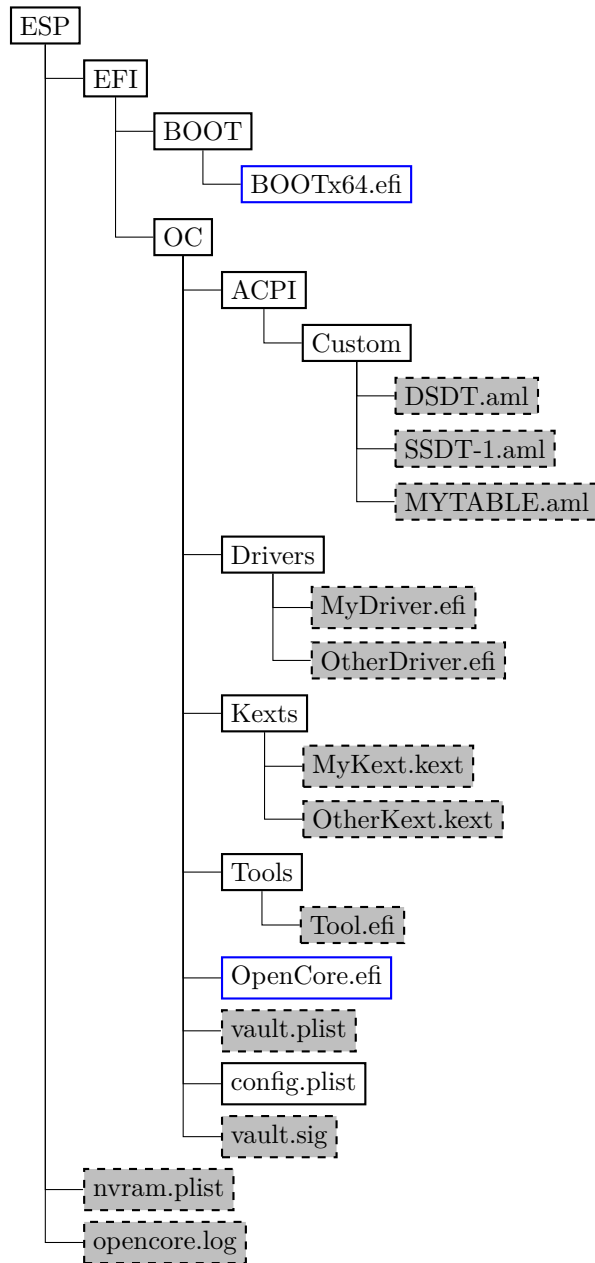 ESP
EFI
BOOT
BOOTx64.efi
OC
ACPI
Custom
DSDT.aml
SSDT-1.aml
MYTABLE.aml
Drivers
MyDriver.efi
OtherDriver.efi
Kexts
MyKext.kext
OtherKext.kext
Tools
Tool.efi
OpenCore.efi
vault.plist
config.plist
vault.sig
nvram.plist
opencore.log